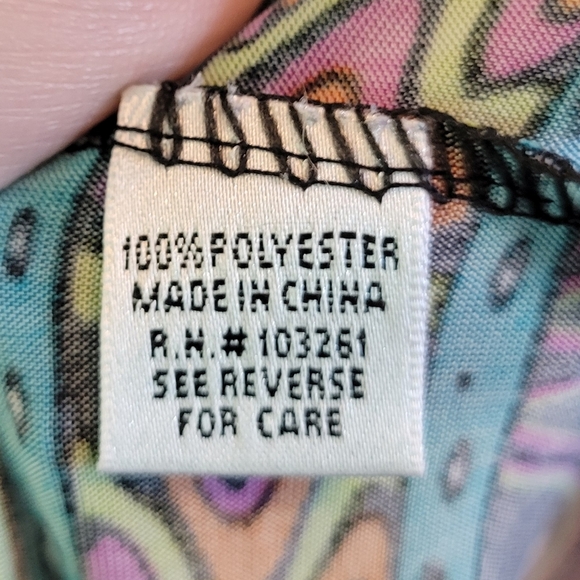 100% POLYESTER
MADE IN CHINA
R.N.# 103261
SEE REVERSE
FOR CARE